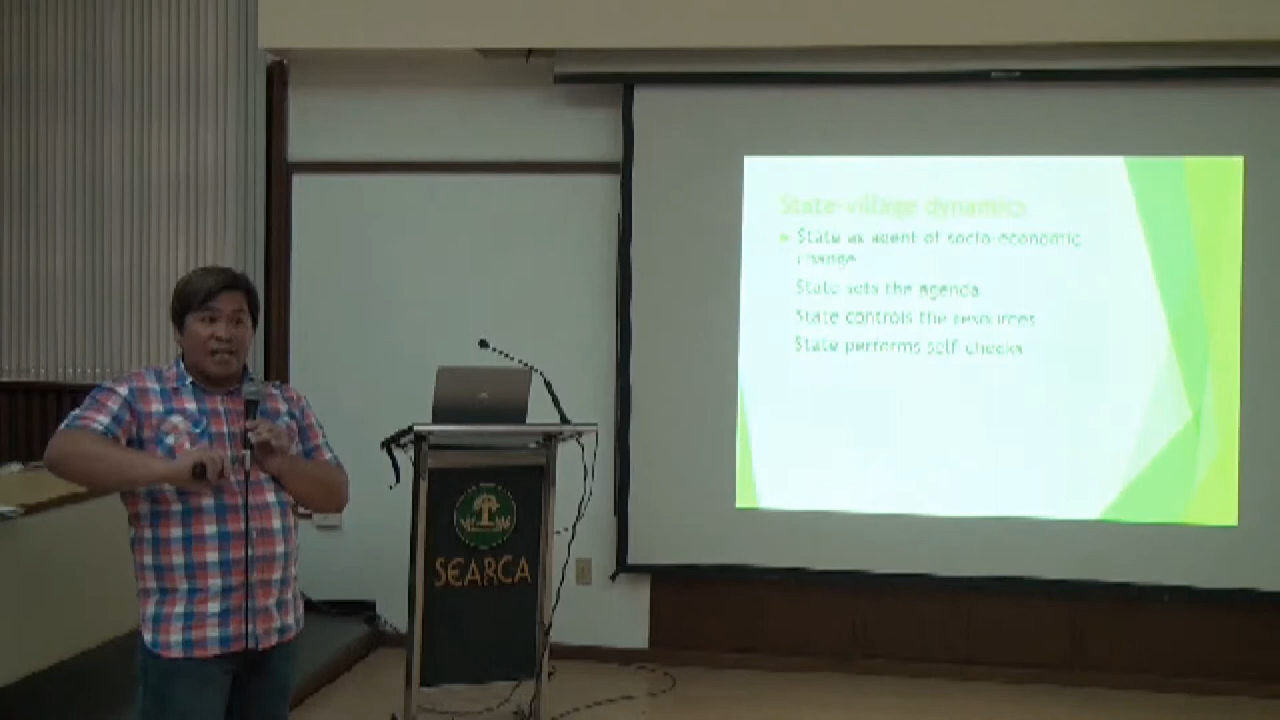 State-village dynamics
State as agent of socio-economic
change
State sets the agenda
State controls the resources
State performs self-checks
SEARCA